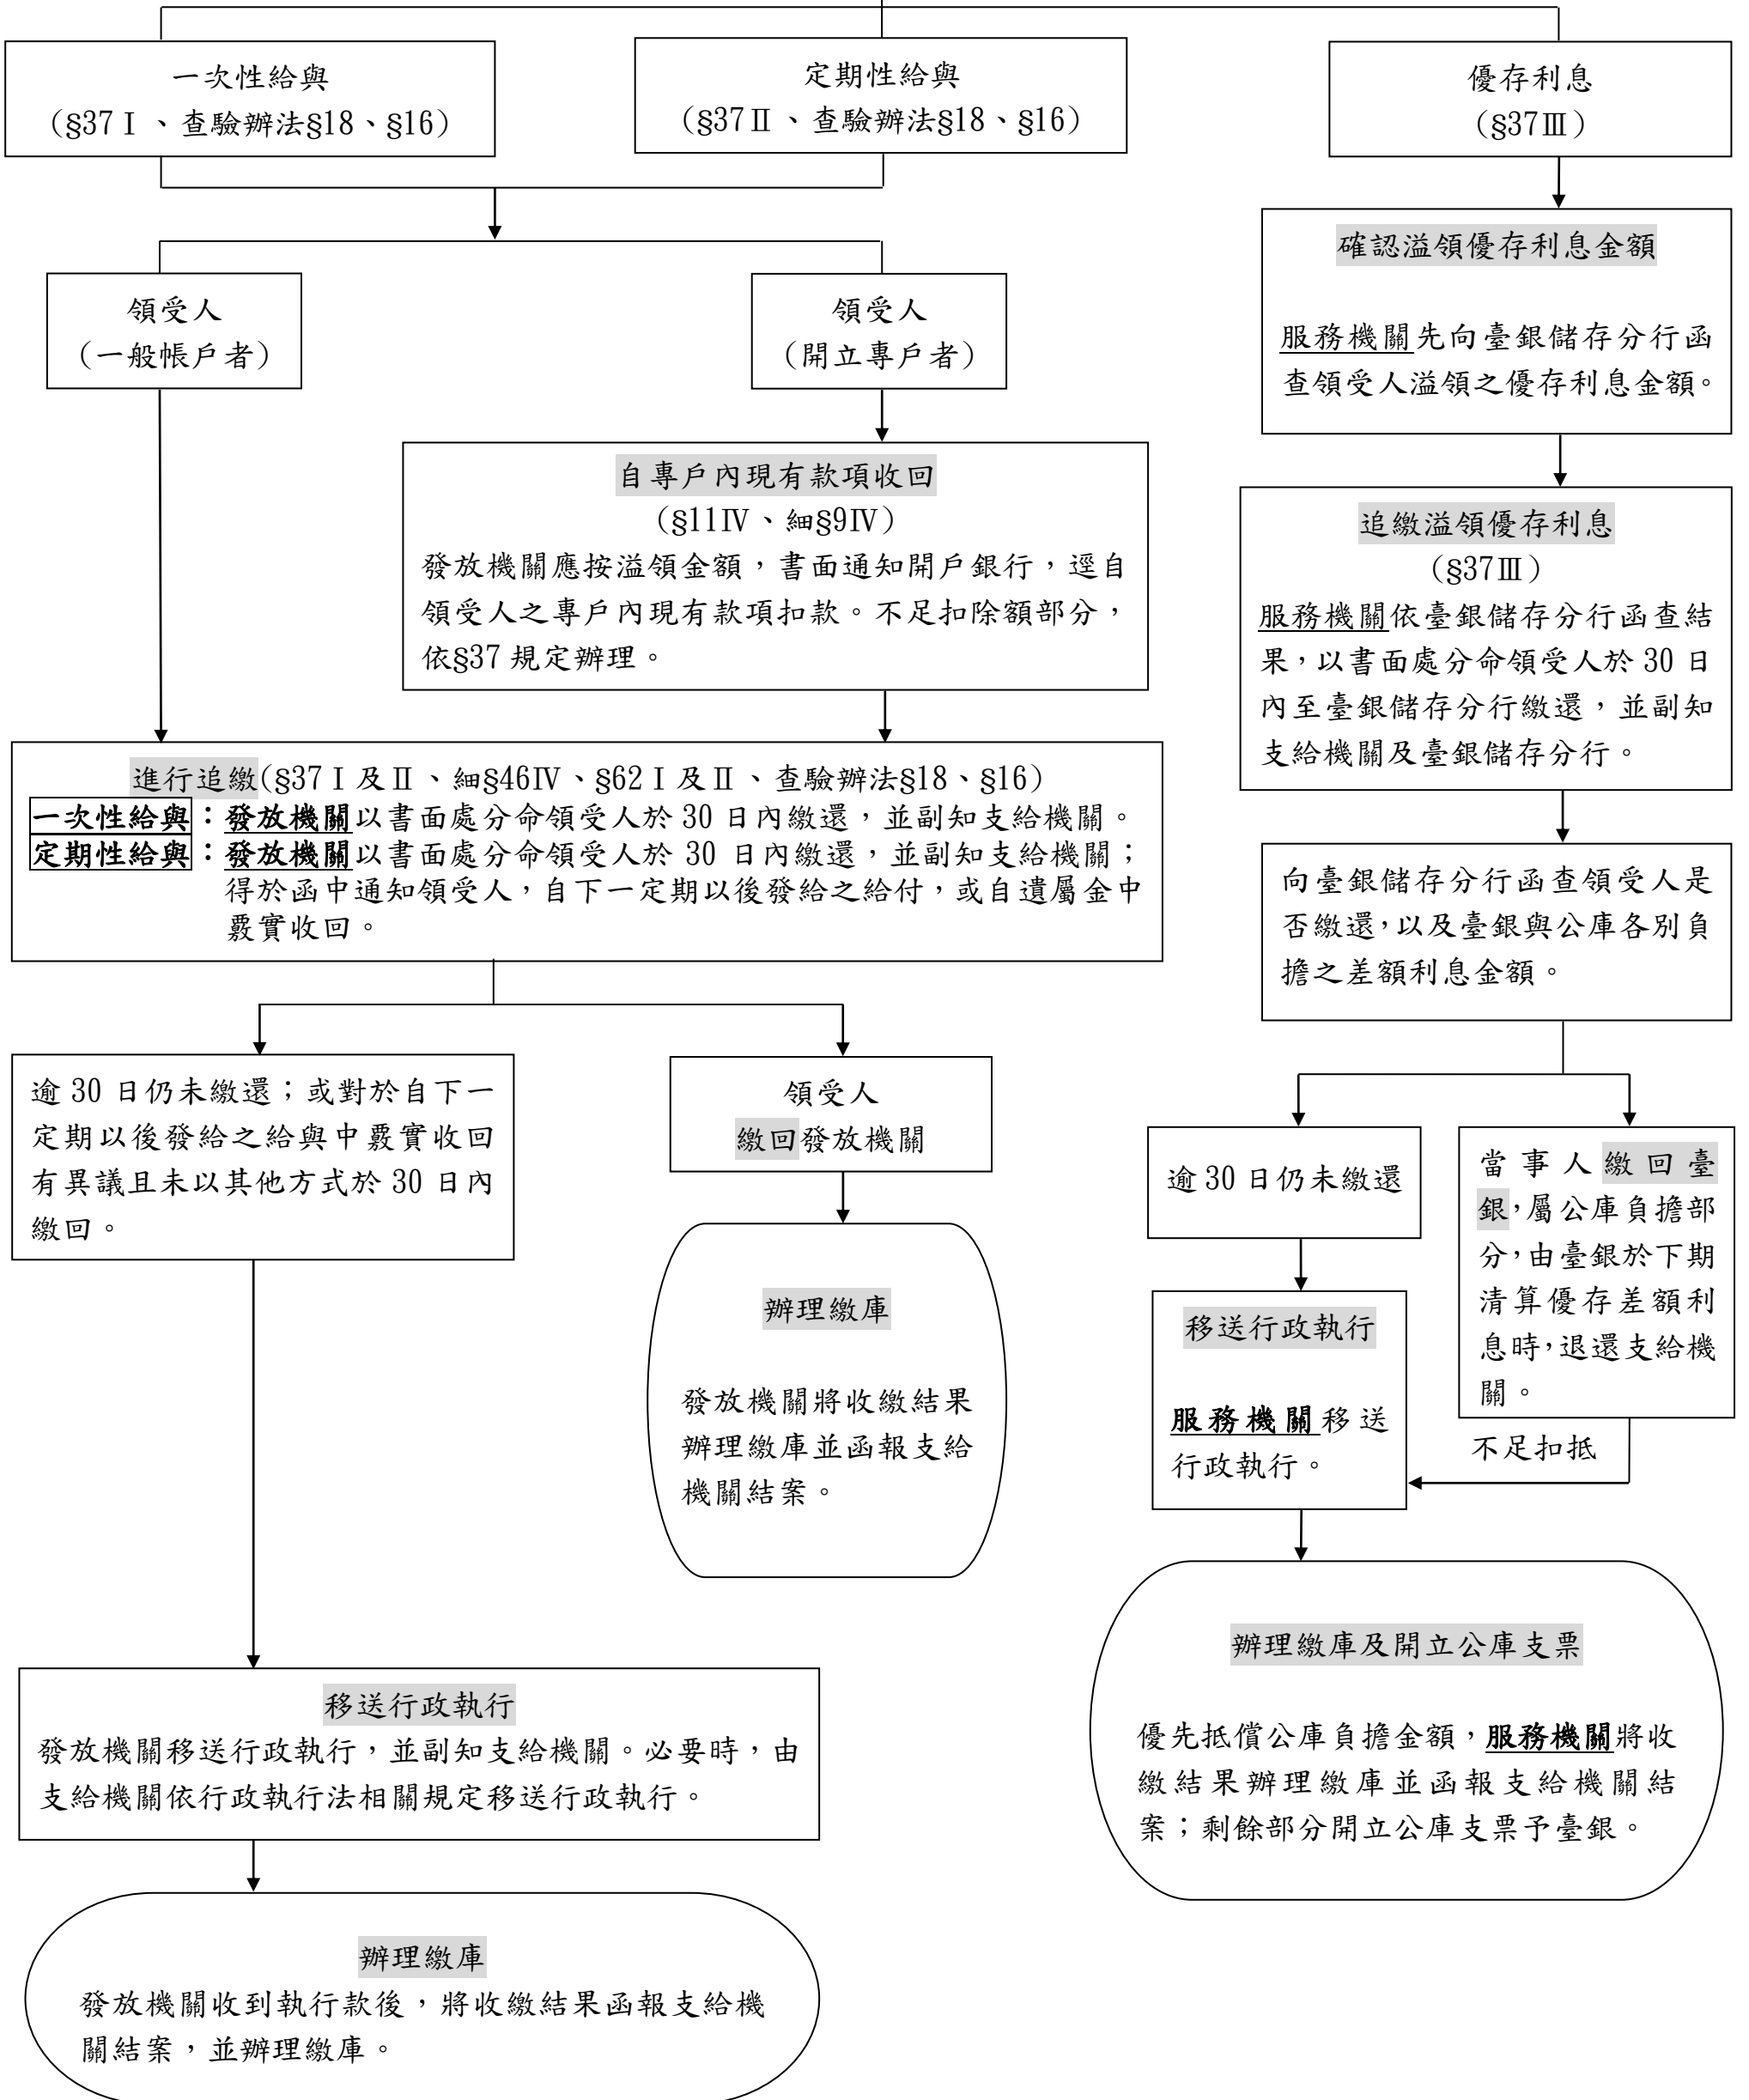 一次性給與
（§37Ⅰ、查驗辦法§18、§16）
定期性給與
（§37Ⅱ、查驗辦法§18、§16）
優存利息
（§37Ⅲ）
領受人
（一般帳戶者）
領受人
（開立專戶者）
確認溢領優存利息金額
服務機關先向臺銀儲存分行函
查領受人溢領之優存利息金額。
自專戶內現有款項收回
（§11Ⅳ、細§9Ⅳ）
發放機關應按溢領金額，書面通知開戶銀行，逕自
領受人之專戶內現有款項扣款。不足扣除額部分，
依§37規定辦理。
追繳溢領優存利息
（§37Ⅲ）
服務機關依臺銀儲存分行函查結
果，以書面處分命領受人於30日
內至臺銀儲存分行繳還，並副知
支給機關及臺銀儲存分行。
進行追繳(§37Ⅰ及Ⅱ、細§46Ⅳ、§62Ⅰ及Ⅱ、查驗辦法§18、§16)
一次性給與：發放機關以書面處分命領受人於30日內繳還，並副知支給機關。
定期性給與：發放機關以書面處分命領受人於30日內繳還，並副知支給機關；
得於函中通知領受人，自下一定期以後發給之給付，或自遺屬金中
覈實收回。
向臺銀儲存分行函查領受人是
否繳還，以及臺銀與公庫各別負
擔之差額利息金額。
逾30日仍未繳還；或對於自下一
定期以後發給之給與中覈實收回
有異議且未以其他方式於30日內
繳回。
領受人
繳回發放機關
逾30日仍未繳還
當事人繳回臺
銀，屬公庫負擔部
分，由臺銀於下期
清算優存差額利
息時，退還支給機
關。
辦理繳庫
發放機關將收繳結果
辦理繳庫並函報支給
機關結案。
移送行政執行
服務機關移送
行政執行。
不足扣抵
辦理繳庫及開立公庫支票
優先抵償公庫負擔金額，服務機關將收
繳結果辦理繳庫並函報支給機關結
案；剩餘部分開立公庫支票予臺銀。
移送行政執行
發放機關移送行政執行，並副知支給機關。必要時，由
支給機關依行政執行法相關規定移送行政執行。
辦理繳庫
發放機關收到執行款後，將收繳結果函報支給機
關結案，並辦理繳庫。